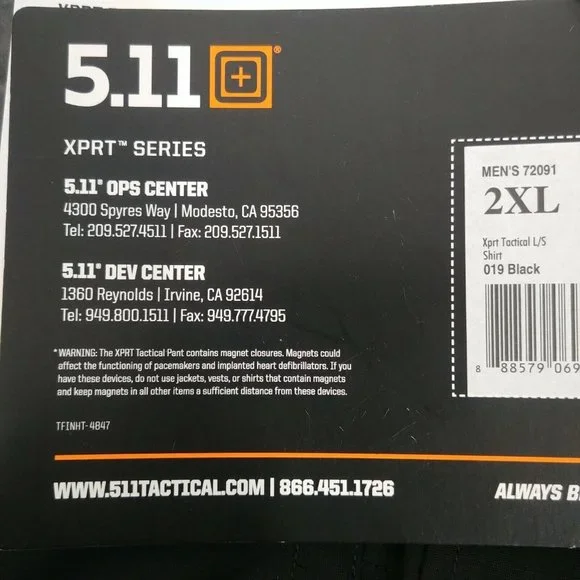 5.11®
XPRT™ SERIES
5.11® OPS CENTER
4300 Spyres Way | Modesto, CA 95356
Tel: 209.527.4511 | Fax: 209.527.1511
5.11® DEV CENTER
1360 Reynolds | Irvine, CA 92614
Tel: 949.800.1511 | Fax: 949.777.4795
*WARNING: The XPRT Tactical Pant contains magnet closures. Magnets could
affect the functioning of pacemakers and implanted heart defibrillators. If you
have these devices, do not use jackets, vests, or shirts that contain magnets
and keep magnets in all other items a sufficient distance from these devices.
TFINHT-4847
WWW.511TACTICAL.COM | 866.451.1726
ALWAYS
MEN'S 72091
2XL
Xprt Tactical L/S
Shirt
019 Black
8 88579 069